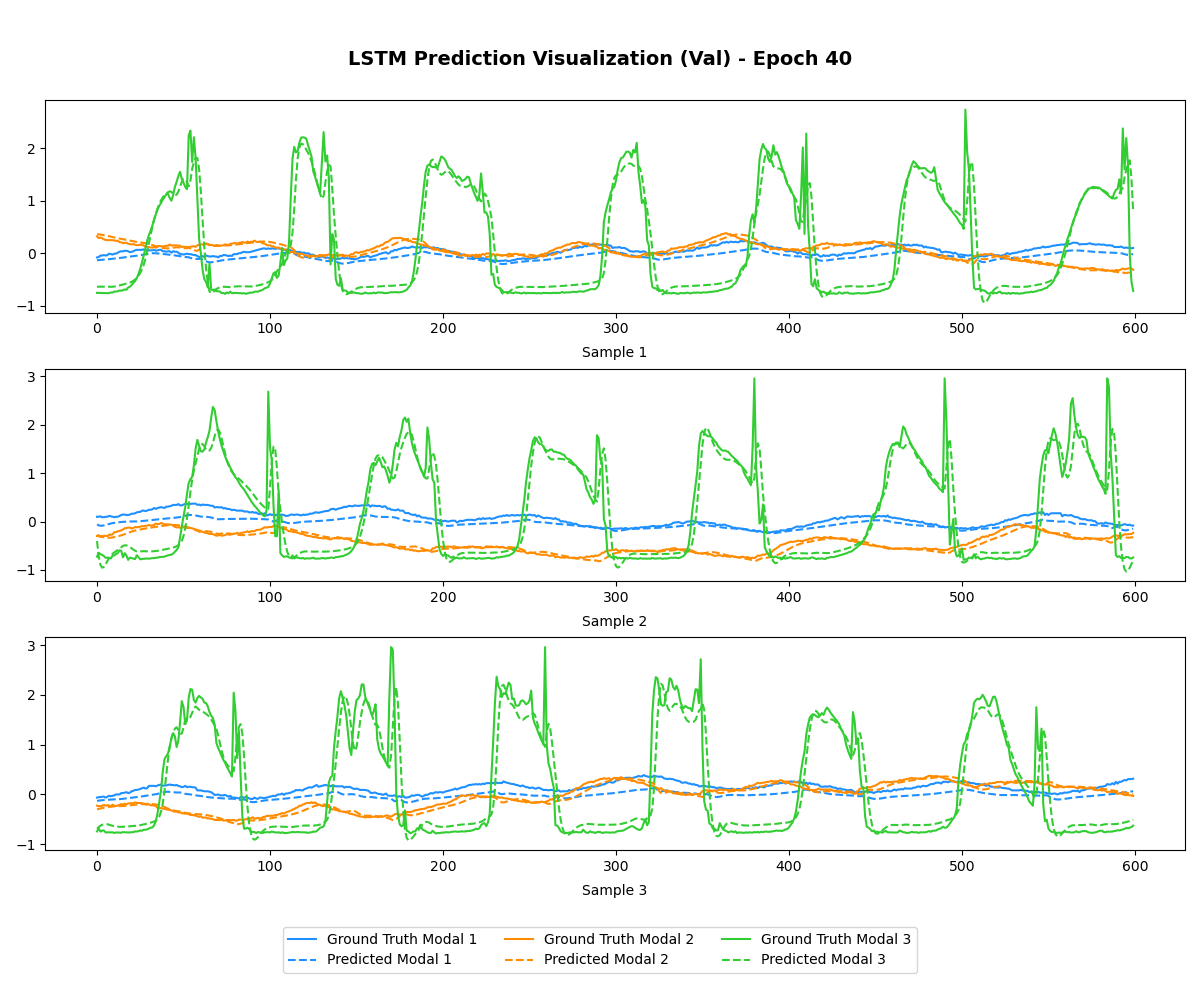 LSTM Prediction Visualization (Val) - Epoch 40
2
1
0
−1
0 100 200 300 400 500 600
Sample 1
3
2
1
0
−1
0 100 200 300 400 500 600
Sample 2
3
2
1
0
−1
0 100 200 300 400 500 600
Sample 3
Ground Truth Modal 1 Ground Truth Modal 2 Ground Truth Modal 3
Predicted Modal 1 Predicted Modal 2 Predicted Modal 3